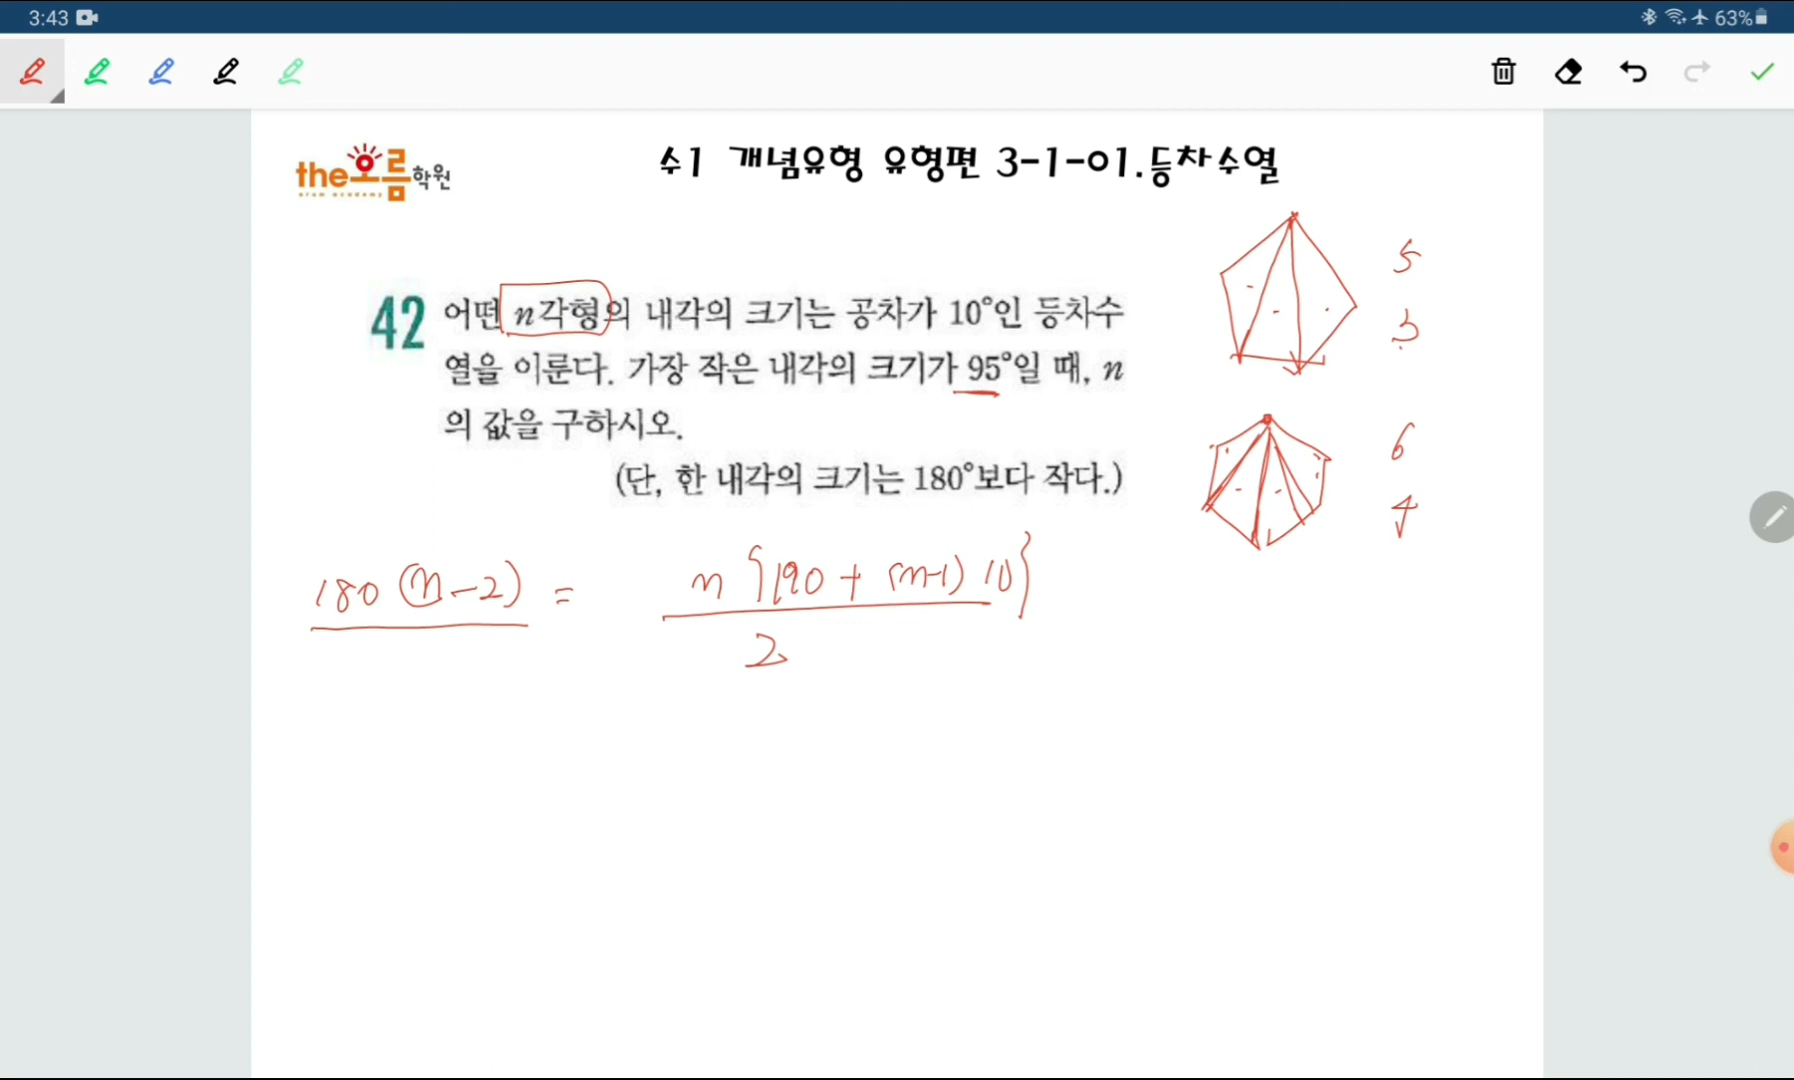 3:43
63%
the오름학원
수1 개념유형 유형편 3-1-01.등차수열
42 어떤 n각형의 내각의 크기는 공차가 10°인 등차수
열을 이룬다. 가장 작은 내각의 크기가 95°일 때, n
의 값을 구하시오.
(단, 한 내각의 크기는 180°보다 작다.)
5
3
6
4
180 (n-2) = n {190 + (n-1) 10}
2